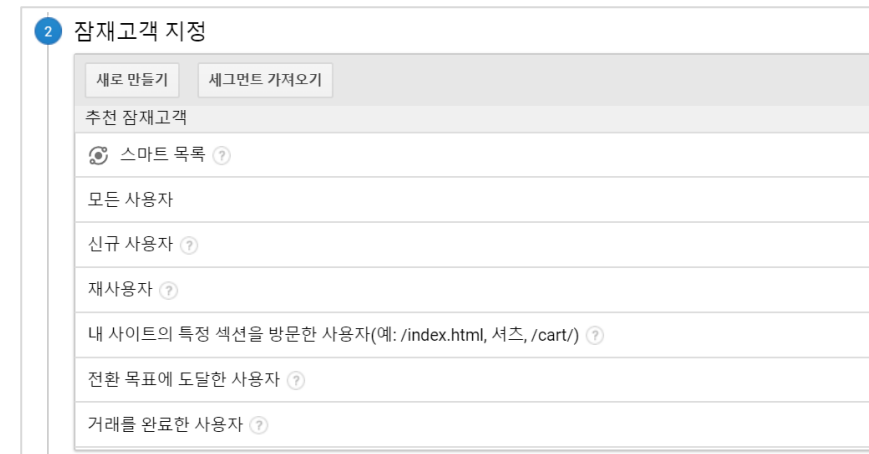 2 잠재고객 지정
새로 만들기 세그먼트 가져오기
추천 잠재고객
스마트 목록 ?
모든 사용자
신규 사용자 ?
재사용자 ?
내 사이트의 특정 섹션을 방문한 사용자(예: /index.html, 셔츠, /cart/) ?
전환 목표에 도달한 사용자 ?
거래를 완료한 사용자 ?